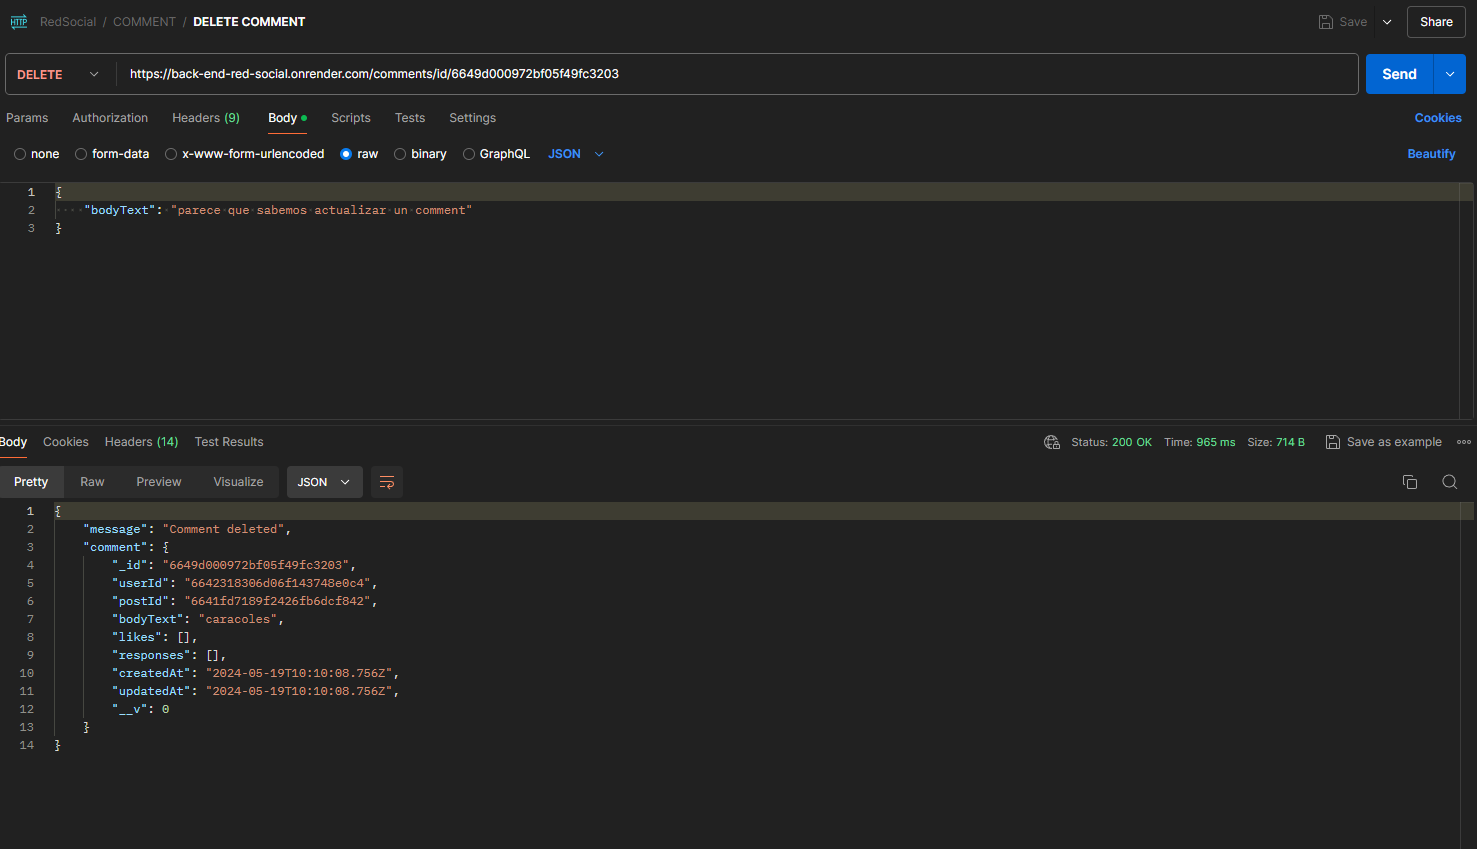 HTTP RedSocial / COMMENT / DELETE COMMENT Save Share
DELETE https://back-end-red-social.onrender.com/comments/id/6649d000972bf05f49fc3203 Send
Params Authorization Headers (9) Body Scripts Tests Settings Cookies
none form-data x-www-form-urlencoded raw binary GraphQL JSON Beautify
1 {
2 "bodyText": "parece que sabemos actualizar un comment"
3 }
Body Cookies Headers (14) Test Results Status: 200 OK Time: 965 ms Size: 714 B Save as example
Pretty Raw Preview Visualize JSON
1 {
2 "message": "Comment deleted",
3 "comment": {
4 "_id": "6649d000972bf05f49fc3203",
5 "userId": "6642318306d06f143748e0c4",
6 "postId": "6641fd7189f2426fb6dcf842",
7 "bodyText": "caracoles",
8 "likes": [],
9 "responses": [],
10 "createdAt": "2024-05-19T10:10:08.756Z",
11 "updatedAt": "2024-05-19T10:10:08.756Z",
12 "__v": 0
13 }
14 }